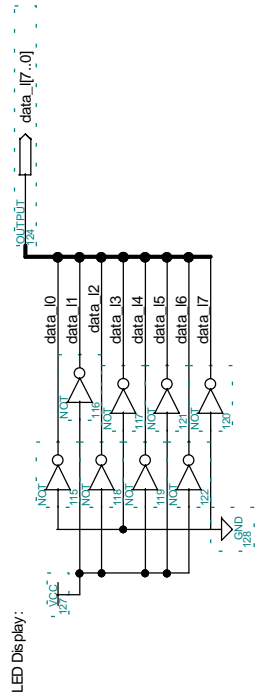 LED Display:
VCC
127
GND
128
NOT
115
NOT
116
NOT
118
NOT
117
NOT
119
NOT
121
NOT
122
NOT
120
data_l0
data_l1
data_l2
data_l3
data_l4
data_l5
data_l6
data_l7
OUTPUT
124
data_l[7..0]